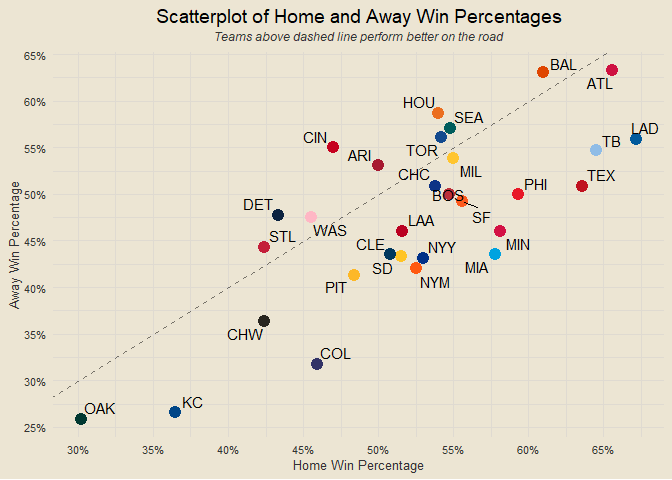 Scatterplot of Home and Away Win Percentages
Teams above dashed line perform better on the road
65%
60%
55%
50%
45%
40%
35%
30%
25%
Away Win Percentage
BAL
ATL
HOU
SEA
LAD
CIN
TOR
TB
ARI
MIL
CHC
BOS
PHI
TEX
DET
WAS
SF
STL
LAA
CLE
NYY
MIN
SD
MIA
PIT
NYM
CHW
COL
OAK
KC
30%
35%
40%
45%
50%
55%
60%
65%
Home Win Percentage